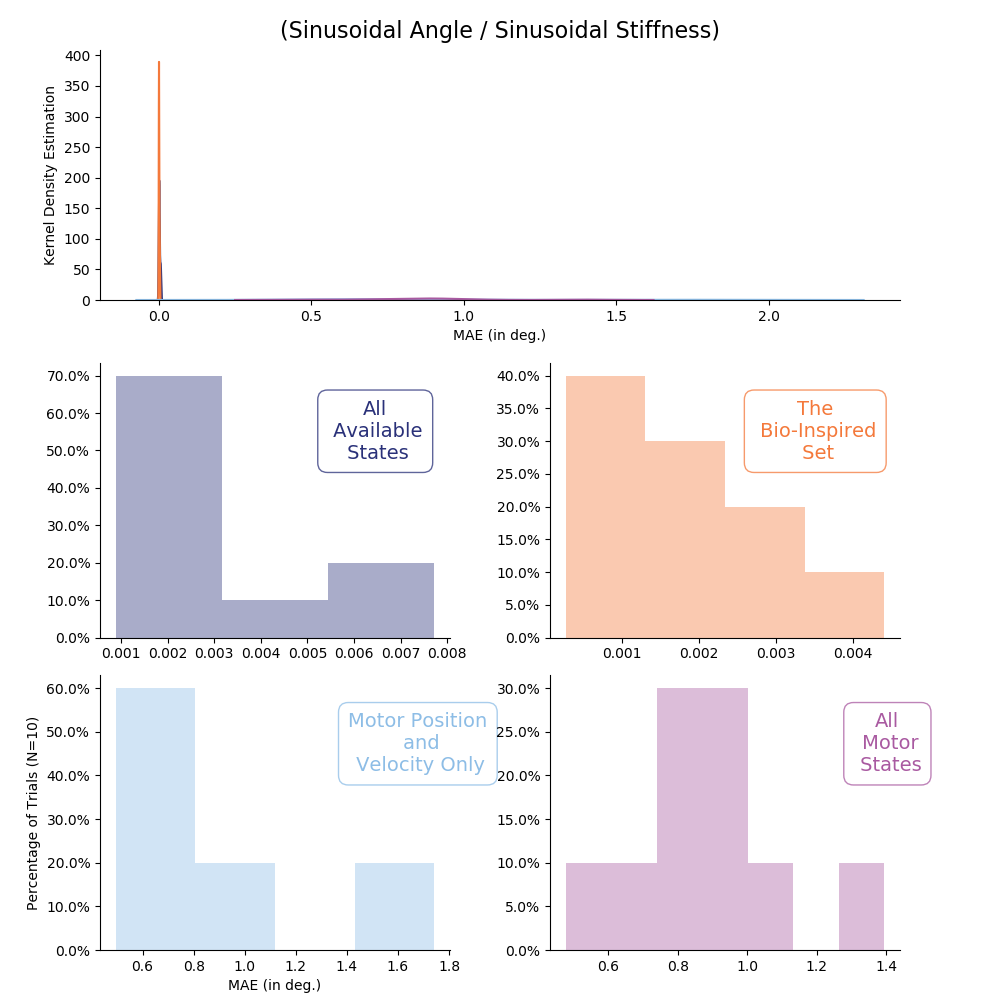 (Sinusoidal Angle / Sinusoidal Stiffness)
Kernel Density Estimation
400
350
300
250
200
150
100
50
0
0.0 0.5 1.0 1.5 2.0
MAE (in deg.)
70.0%
60.0%
50.0%
40.0%
30.0%
20.0%
10.0%
0.0%
All
Available
States
0.001 0.002 0.003 0.004 0.005 0.006 0.007 0.008
40.0%
35.0%
30.0%
25.0%
20.0%
15.0%
10.0%
5.0%
0.0%
The
Bio-Inspired
Set
0.001 0.002 0.003 0.004
Percentage of Trials (N=10)
60.0%
50.0%
40.0%
30.0%
20.0%
10.0%
0.0%
Motor Position
and
Velocity Only
0.6 0.8 1.0 1.2 1.4 1.6 1.8
MAE (in deg.)
30.0%
25.0%
20.0%
15.0%
10.0%
5.0%
0.0%
All
Motor
States
0.6 0.8 1.0 1.2 1.4